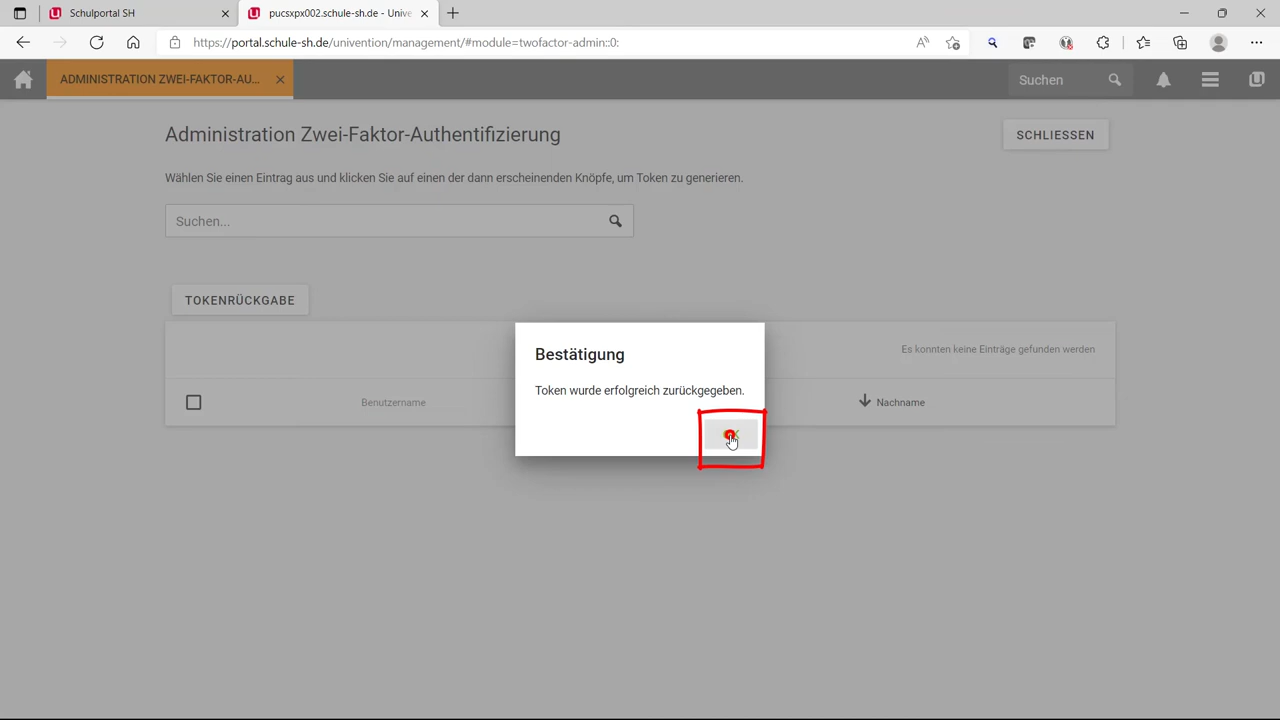 Schulportal SH
pucsxpx002.schule-sh.de - Unive
https://portal.schule-sh.de/univention/management/#module=twofactor-admin::0:
ADMINISTRATION ZWEI-FAKTOR-AU...
Suchen
Administration Zwei-Faktor-Authentifizierung
SCHLIESSEN
Wählen Sie einen Eintrag aus und klicken Sie auf einen der dann erscheinenden Knöpfe, um Token zu generieren.
Suchen...
TOKENRÜCKGABE
Es konnten keine Einträge gefunden werden
Benutzername
Nachname
Bestätigung
Token wurde erfolgreich zurückgegeben.